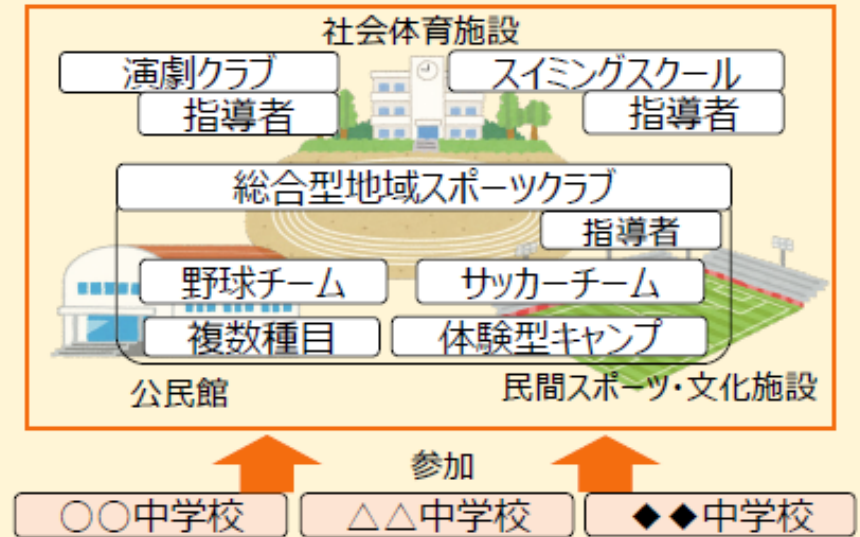 社会体育施設
演劇クラブ
指導者
スイミングスクール
指導者
総合型地域スポーツクラブ
指導者
野球チーム
サッカーチーム
複数種目
体験型キャンプ
公民館
民間スポーツ・文化施設
参加
○○中学校
△△中学校
◆◆中学校